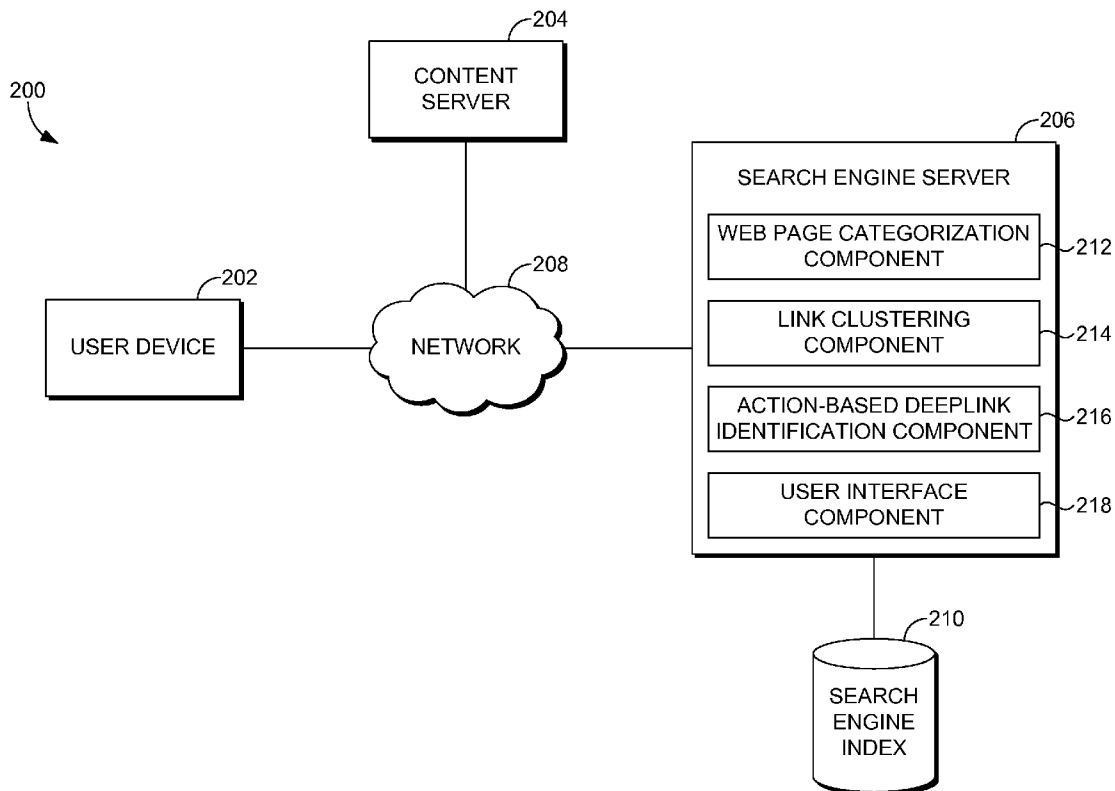 204
CONTENT
SERVER
200
206
SEARCH ENGINE SERVER
WEB PAGE CATEGORIZATION
COMPONENT
212
208
202
USER DEVICE
NETWORK
LINK CLUSTERING
COMPONENT
214
ACTION-BASED DEEPLINK
IDENTIFICATION COMPONENT
216
USER INTERFACE
COMPONENT
218
210
SEARCH
ENGINE
INDEX